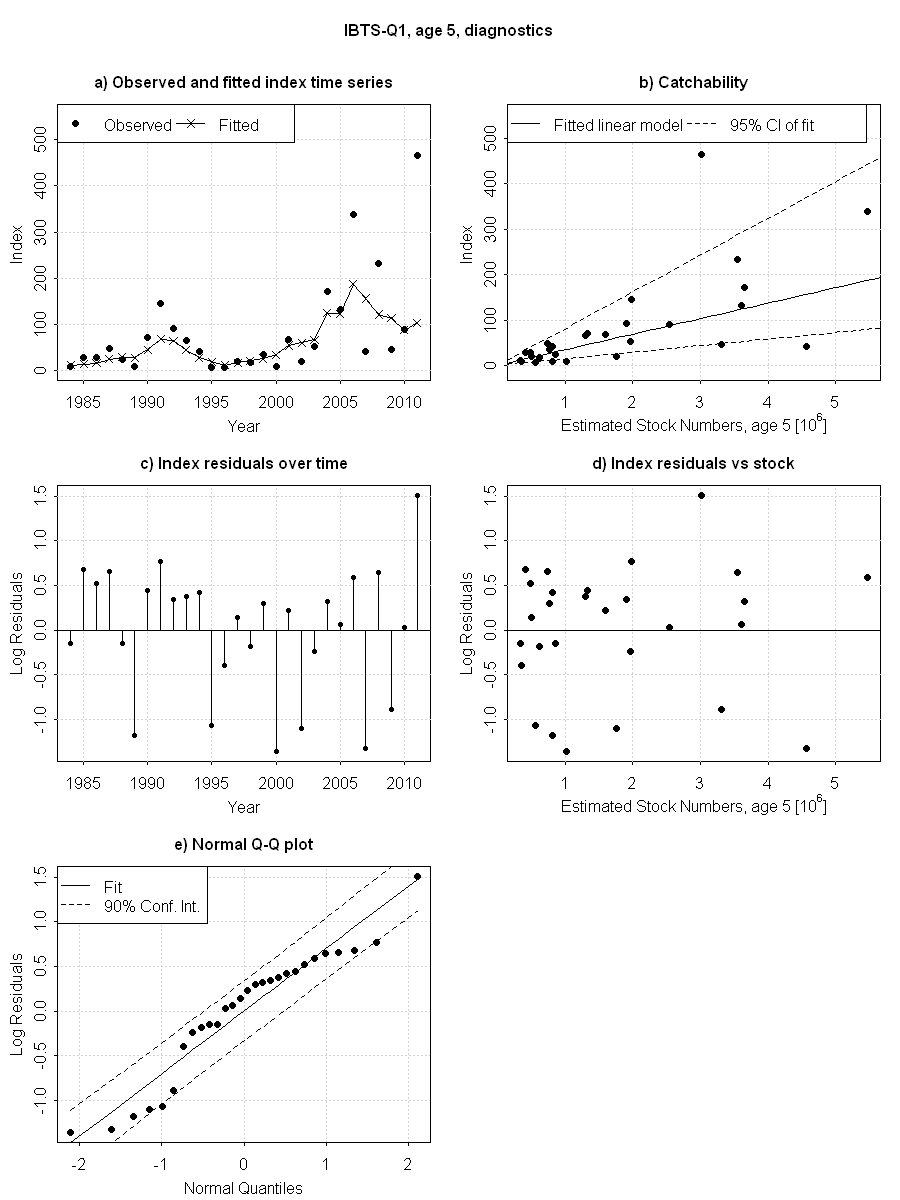 IBTS-Q1, age 5, diagnostics
a) Observed and fitted index time series
Observed Fitted
0 100 200 300 400 500
Index
1985 1990 1995 2000 2005 2010
Year
b) Catchability
Fitted linear model 95% CI of fit
0 100 200 300 400 500
Index
1 2 3 4 5
Estimated Stock Numbers, age 5 [10⁶]
c) Index residuals over time
-1.0 -0.5 0.0 0.5 1.0 1.5
Log Residuals
1985 1990 1995 2000 2005 2010
Year
d) Index residuals vs stock
-1.0 -0.5 0.0 0.5 1.0 1.5
Log Residuals
1 2 3 4 5
Estimated Stock Numbers, age 5 [10⁶]
e) Normal Q-Q plot
Fit
90% Conf. Int.
-1.0 -0.5 0.0 0.5 1.0 1.5
Log Residuals
-2 -1 0 1 2
Normal Quantiles